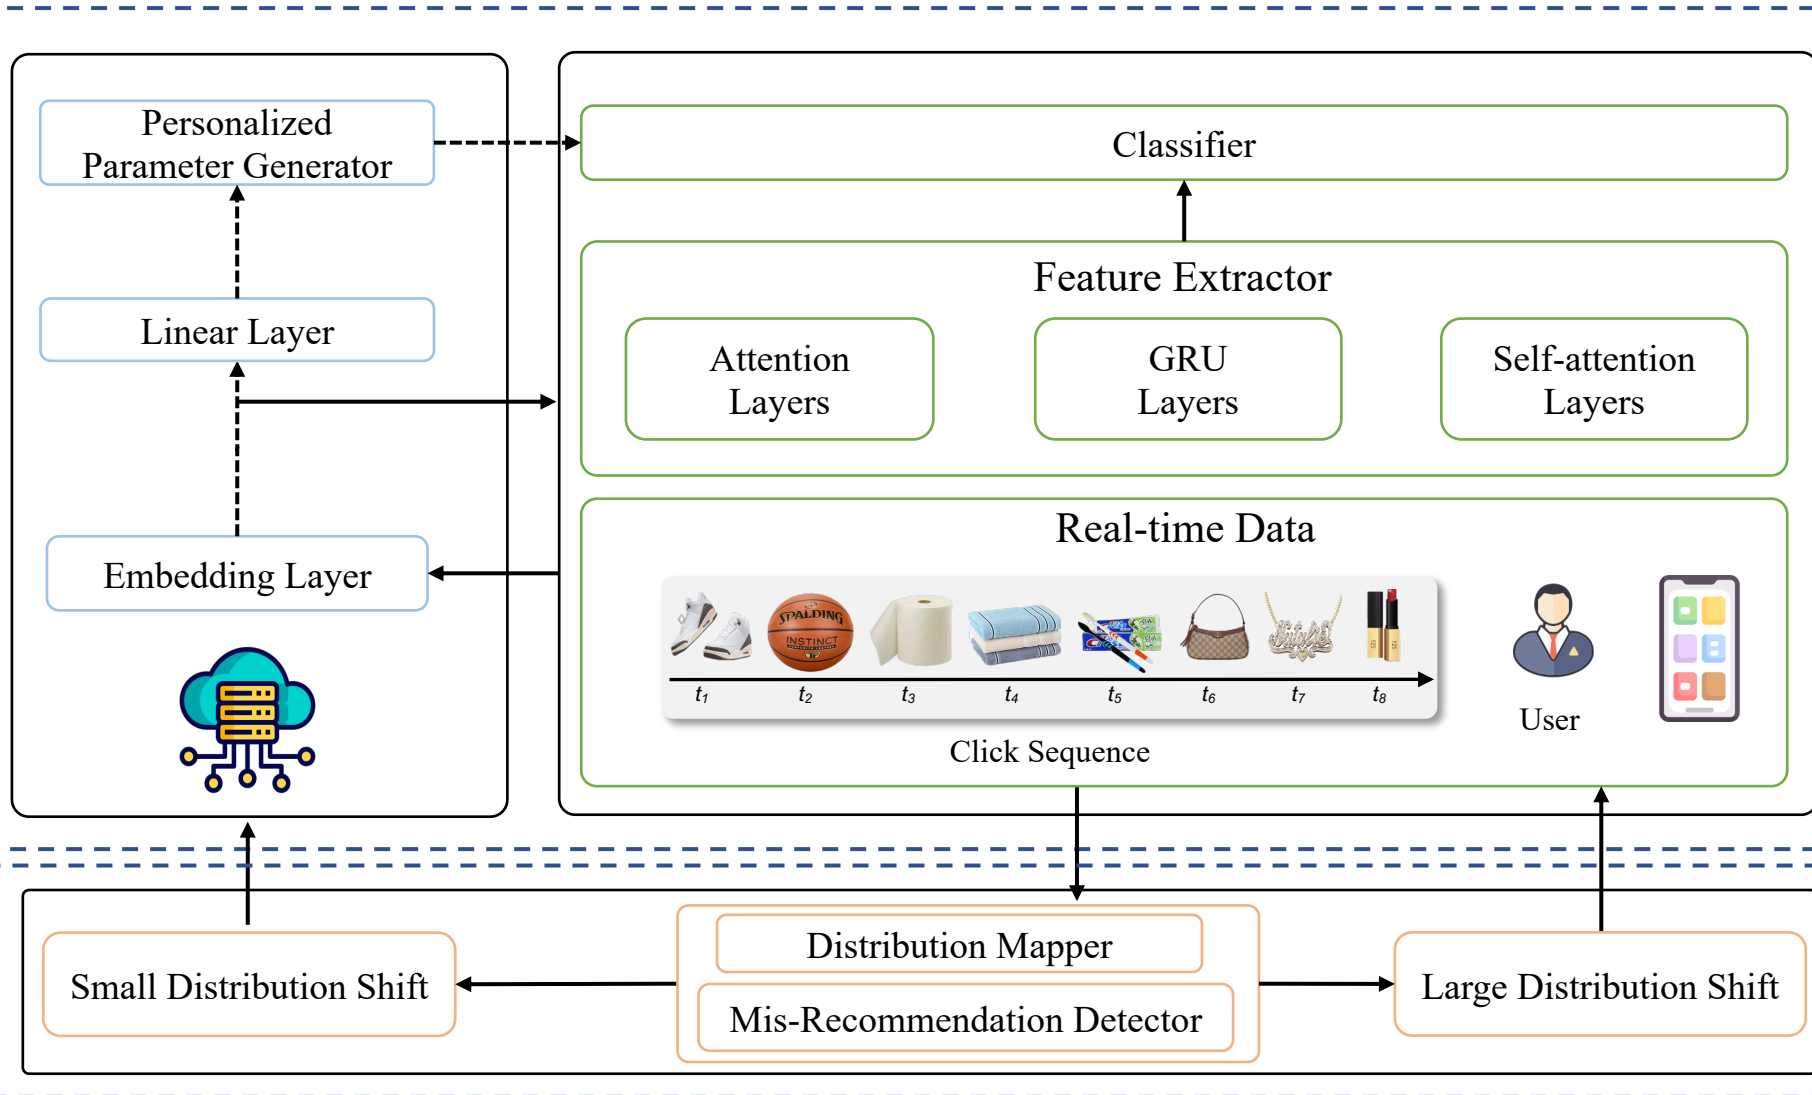 Personalized
Parameter Generator
Classifier
Feature Extractor
Linear Layer
Attention
Layers
GRU
Layers
Self-attention
Layers
Real-time Data
Embedding Layer
SPALDING
INSTINCT
t1 t2 t3 t4 t5 t6 t7 t8
User
Click Sequence
Distribution Mapper
Small Distribution Shift
Large Distribution Shift
Mis-Recommendation Detector